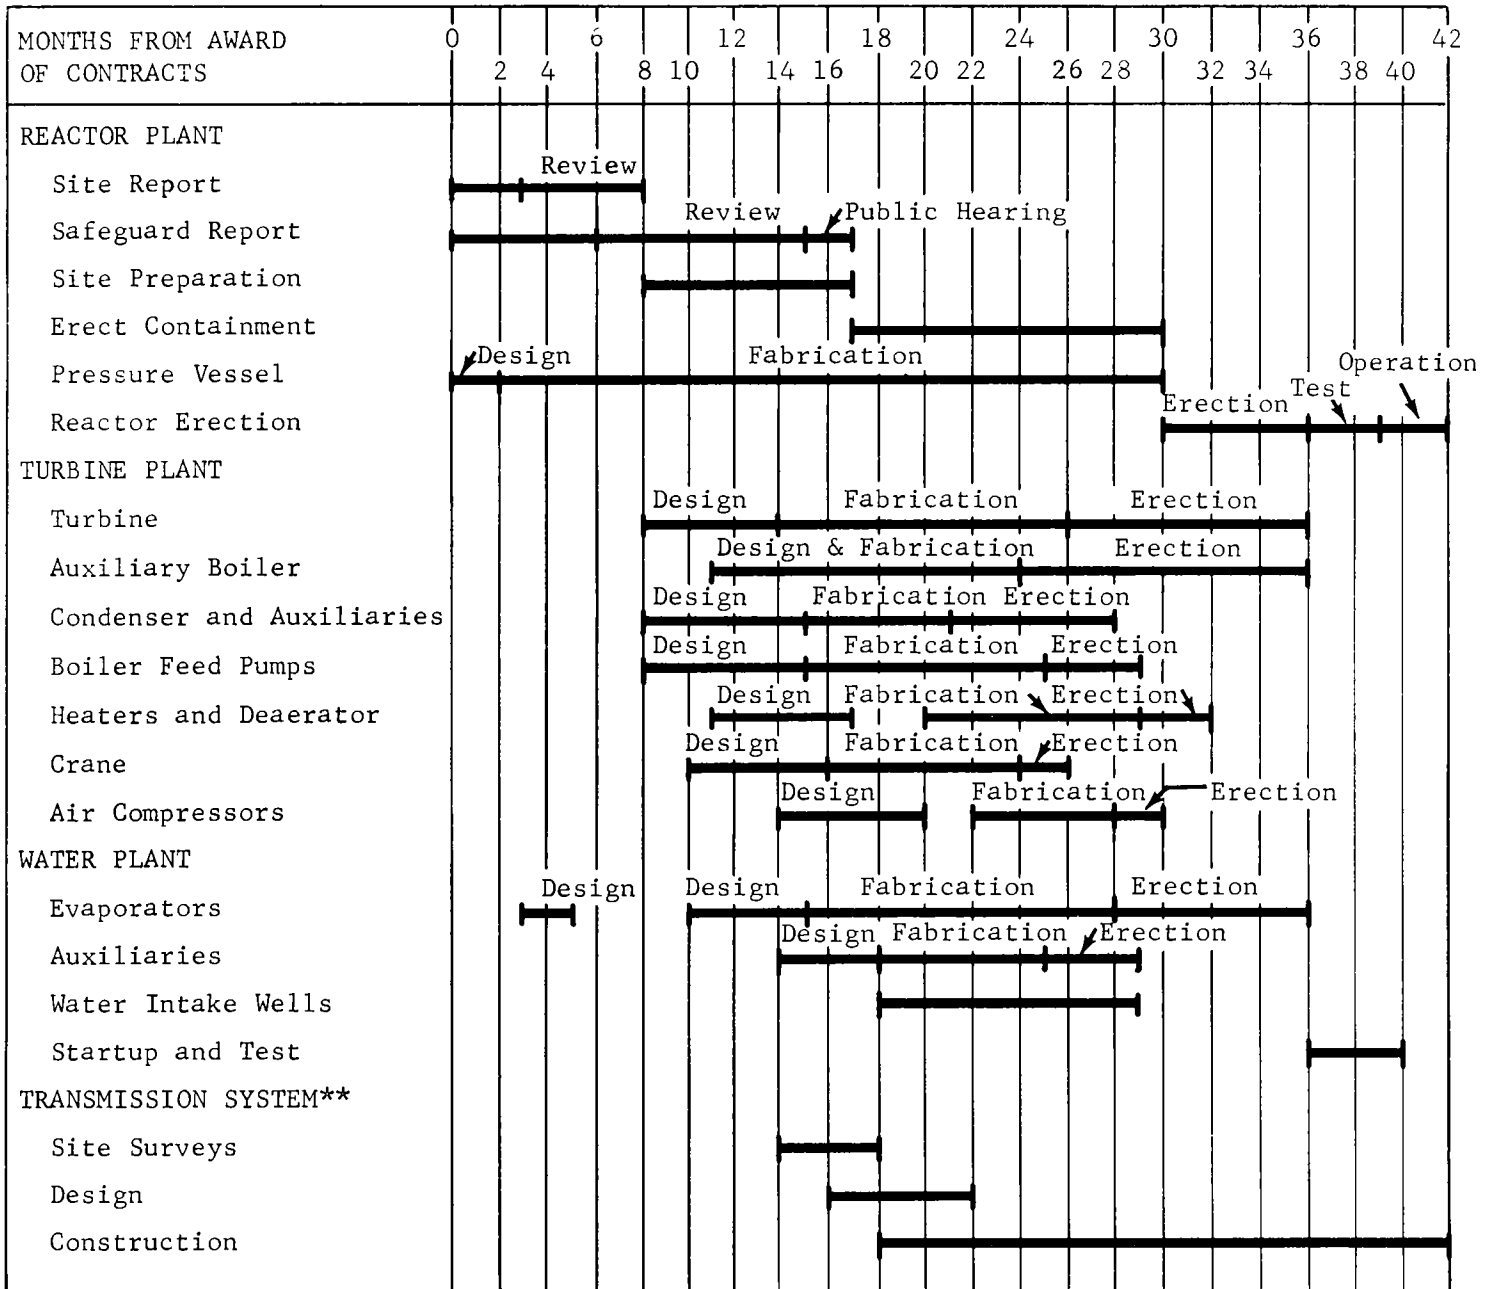 MONTHS FROM AWARD 0 6 12 18 24 30 36 42
OF CONTRACTS 2 4 8 10 14 16 20 22 26 28 32 34 38 40
REACTOR PLANT
Review
Site Report
Review Public Hearing
Safeguard Report
Site Preparation
Erect Containment
Design Fabrication
Pressure Vessel
Operation
Test
Erection
Reactor Erection
TURBINE PLANT
Design Fabrication Erection
Turbine
Design & Fabrication Erection
Auxiliary Boiler
Design Fabrication Erection
Condenser and Auxiliaries
Design Fabrication Erection
Boiler Feed Pumps
Design Fabrication Erection
Heaters and Deaerator
Design Fabrication Erection
Crane
Design Fabrication Erection
Air Compressors
WATER PLANT
Design Design Fabrication Erection
Evaporators
Design Fabrication Erection
Auxiliaries
Water Intake Wells
Startup and Test
TRANSMISSION SYSTEM**
Site Surveys
Design
Construction